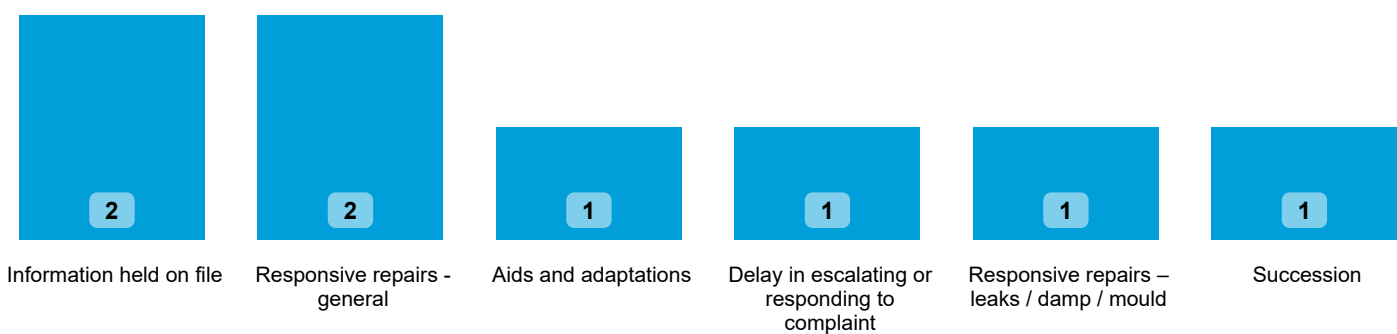 2
2
1
1
1
1
Information held on file
Responsive repairs -
general
Aids and adaptations
Delay in escalating or
responding to
complaint
Responsive repairs –
leaks / damp / mould
Succession